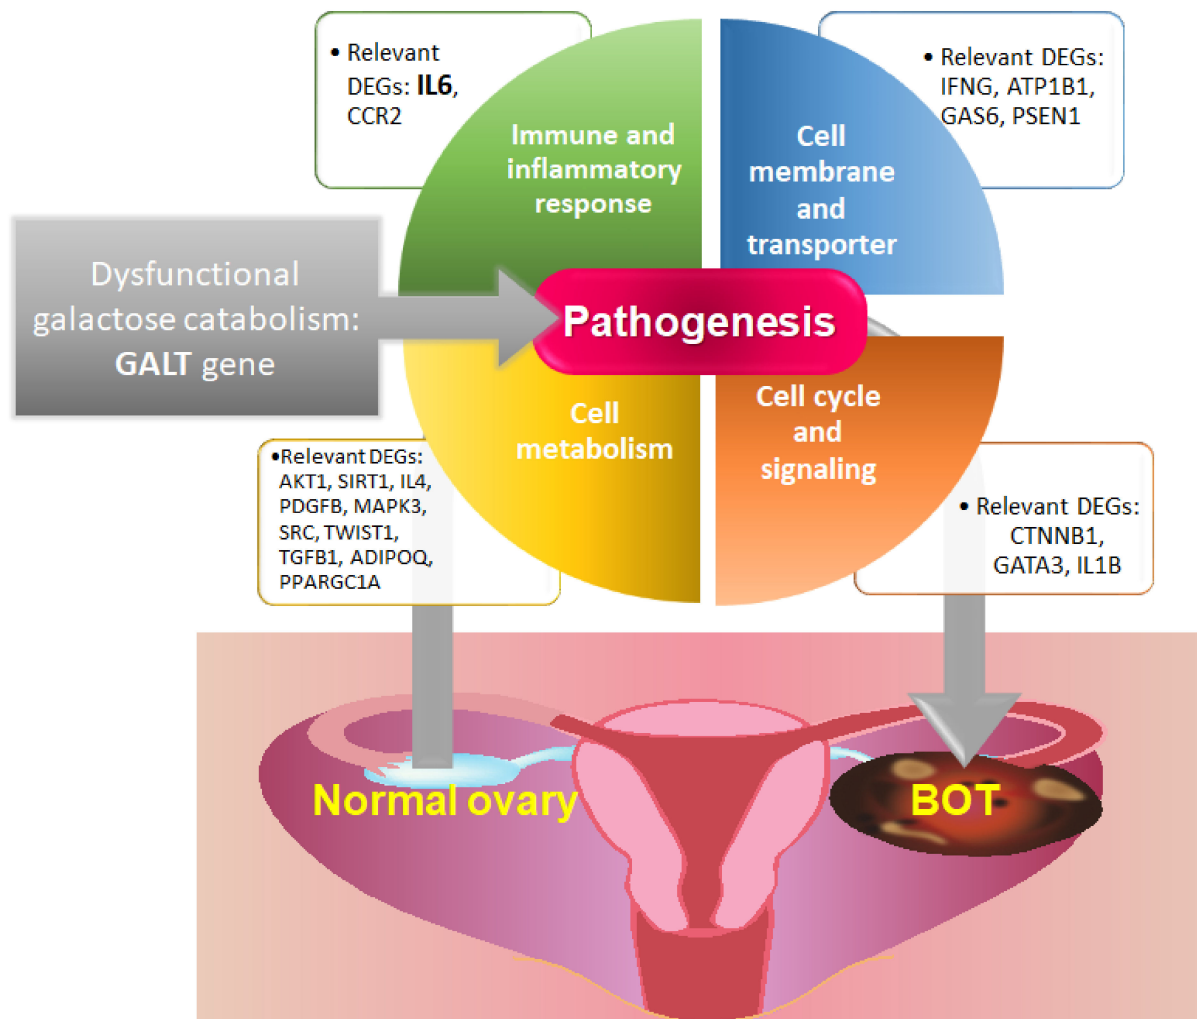 • Relevant
DEGs: IL6,
CCR2
• Relevant DEGs:
IFNG, ATP1B1,
GAS6, PSEN1
Immune and
inflammatory
response
Cell
membrane
and
transporter
Dysfunctional
galactose catabolism:
GALT gene
Pathogenesis
Cell
metabolism
Cell cycle
and
signaling
•Relevant DEGs:
AKT1, SIRT1, IL4,
PDGFB, MAPK3,
SRC, TWIST1,
TGFB1, ADIPOQ,
PPARGC1A
• Relevant DEGs:
CTNNB1,
GATA3, IL1B
Normal ovary
BOT